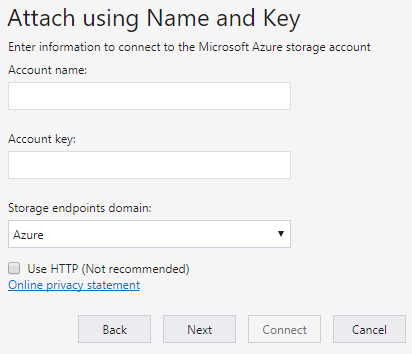 Attach using Name and Key
Enter information to connect to the Microsoft Azure storage account
Account name:
Account key:
Storage endpoints domain:
Azure
Use HTTP (Not recommended)
Online privacy statement
Back Next Connect Cancel